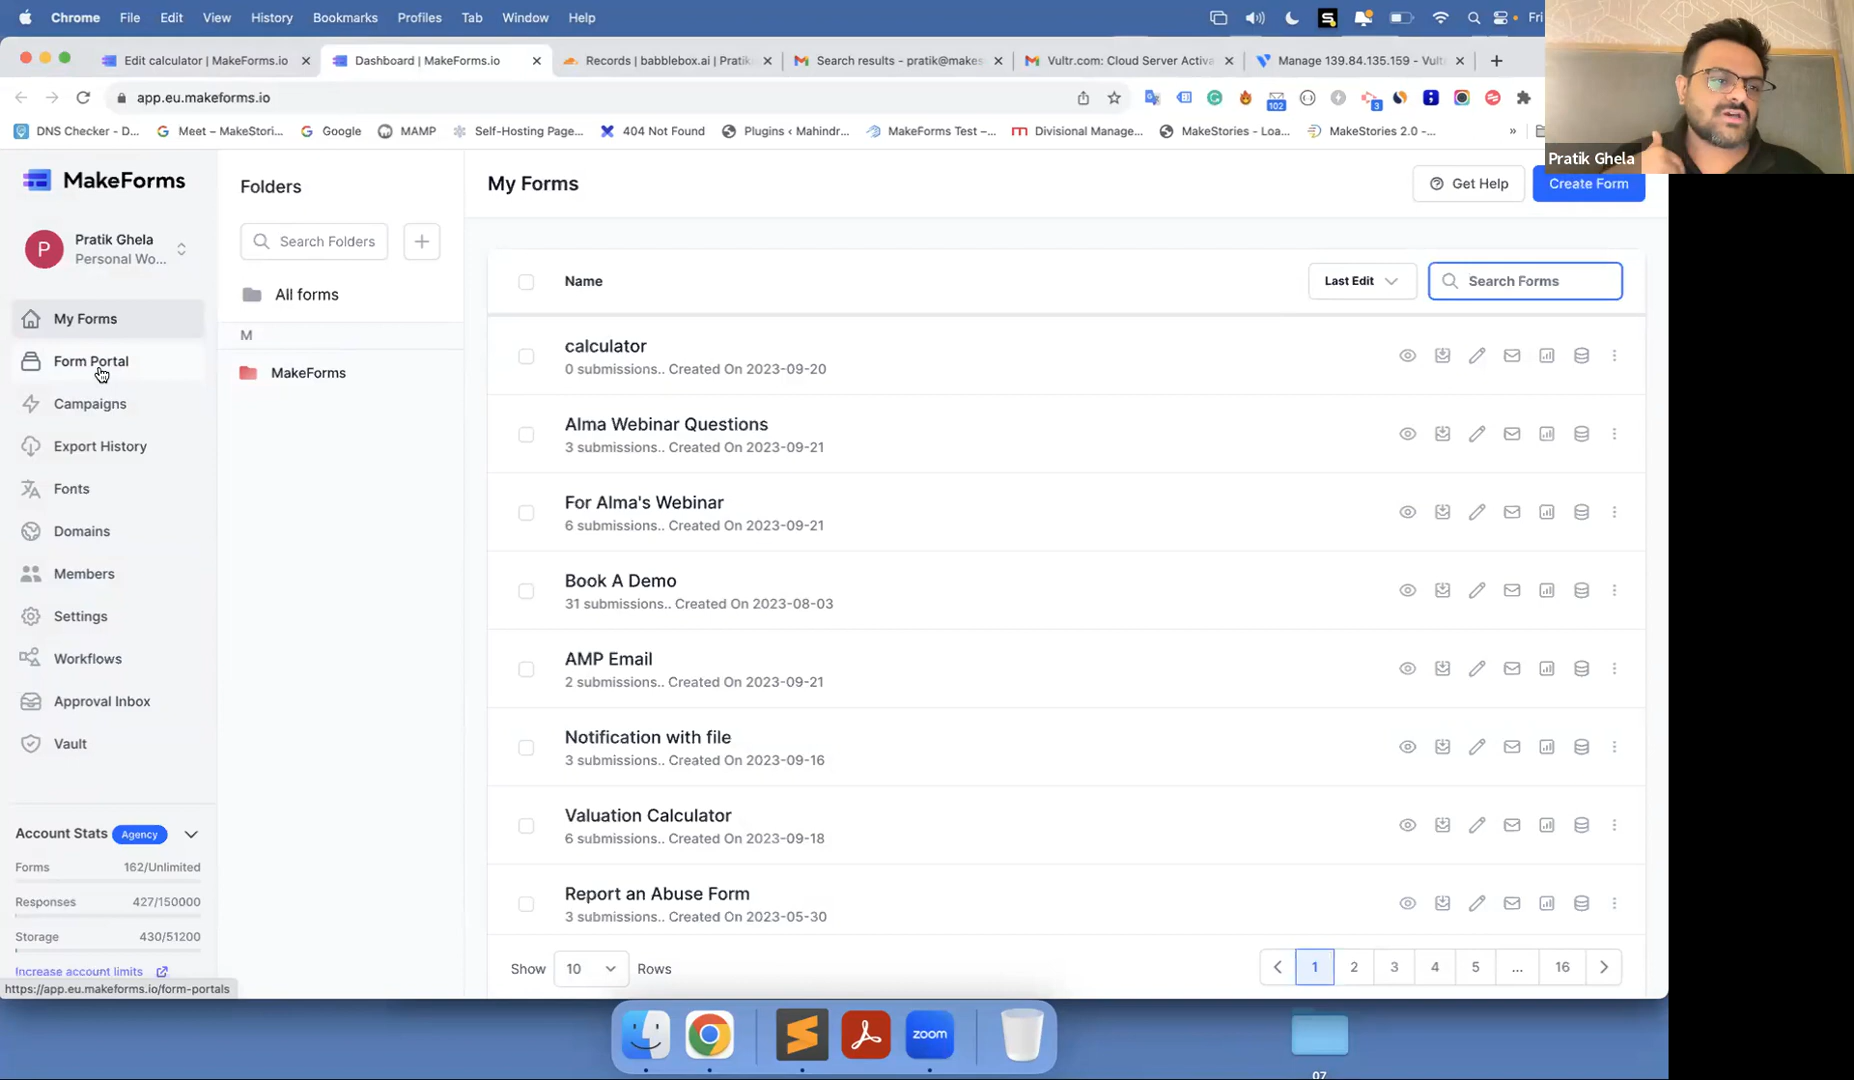 Chrome File Edit View History Bookmarks Profiles Tab Window Help
S
Fri
Edit calculator | MakeForms.io
Dashboard | MakeForms.io
Records | babblebox.ai | Pratik
Search results - pratik@makes
Vultr.com: Cloud Server Activa
Manage 139.84.135.159 - Vult
app.eu.makeforms.io
102
3
DNS Checker - D...
Meet – MakeStori...
Google
MAMP
Self-Hosting Page...
404 Not Found
Plugins ‹ Mahindr...
MakeForms Test –...
Divisional Manage...
MakeStories - Loa...
MakeStories 2.0 -...
»
Pratik Ghela
MakeForms
P
Pratik Ghela
Personal Wo...
My Forms
Form Portal
Campaigns
Export History
Fonts
Domains
Members
Settings
Workflows
Approval Inbox
Vault
Account Stats Agency
Forms 162/Unlimited
Responses 427/150000
Storage 430/51200
Increase account limits
https://app.eu.makeforms.io/form-portals
Folders
Search Folders
All forms
M
MakeForms
My Forms
Get Help
Create Form
Name
Last Edit
Search Forms
calculator
0 submissions.. Created On 2023-09-20
Alma Webinar Questions
3 submissions.. Created On 2023-09-21
For Alma's Webinar
6 submissions.. Created On 2023-09-21
Book A Demo
31 submissions.. Created On 2023-08-03
AMP Email
2 submissions.. Created On 2023-09-21
Notification with file
3 submissions.. Created On 2023-09-16
Valuation Calculator
6 submissions.. Created On 2023-09-18
Report an Abuse Form
3 submissions.. Created On 2023-05-30
Show 10 Rows
1 2 3 4 5 ... 16
zoom
07